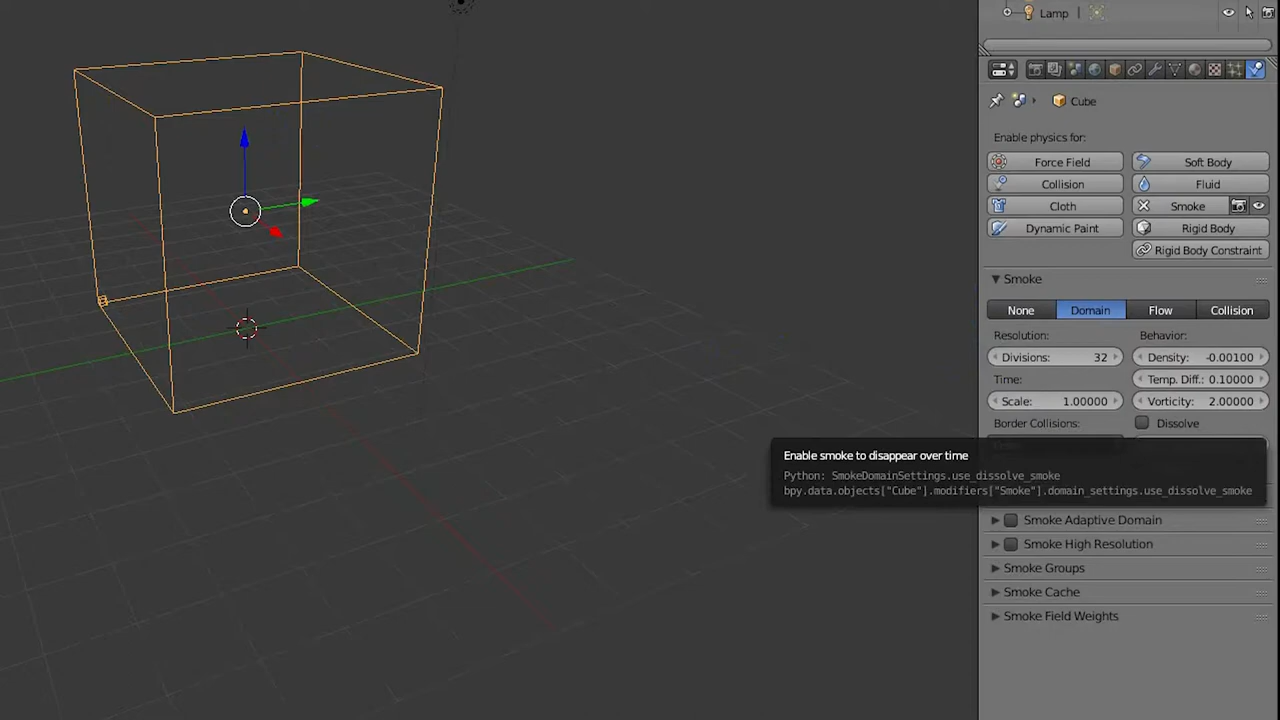 Lamp
Cube
Enable physics for:
Force Field
Soft Body
Collision
Fluid
Cloth
Smoke
Dynamic Paint
Rigid Body
Rigid Body Constraint
Smoke
None Domain Flow Collision
Resolution: Behavior:
Divisions: 32 Density: -0.00100
Time: Temp. Diff.: 0.10000
Scale: 1.00000 Vorticity: 2.00000
Border Collisions: Dissolve
Enable smoke to disappear over time
Python: SmokeDomainSettings.use_dissolve_smoke
bpy.data.objects["Cube"].modifiers["Smoke"].domain_settings.use_dissolve_smoke
Smoke Adaptive Domain
Smoke High Resolution
Smoke Groups
Smoke Cache
Smoke Field Weights